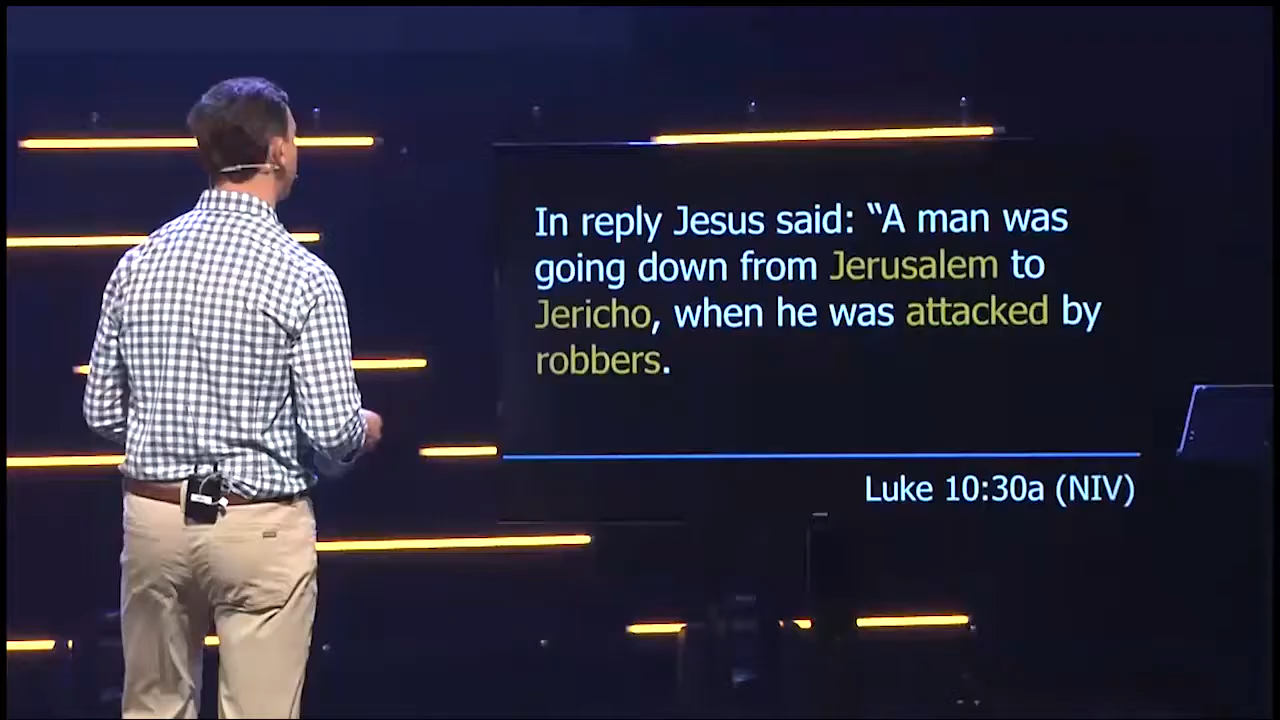 In reply Jesus said: “A man was
going down from Jerusalem to
Jericho, when he was attacked by
robbers.
Luke 10:30a (NIV)